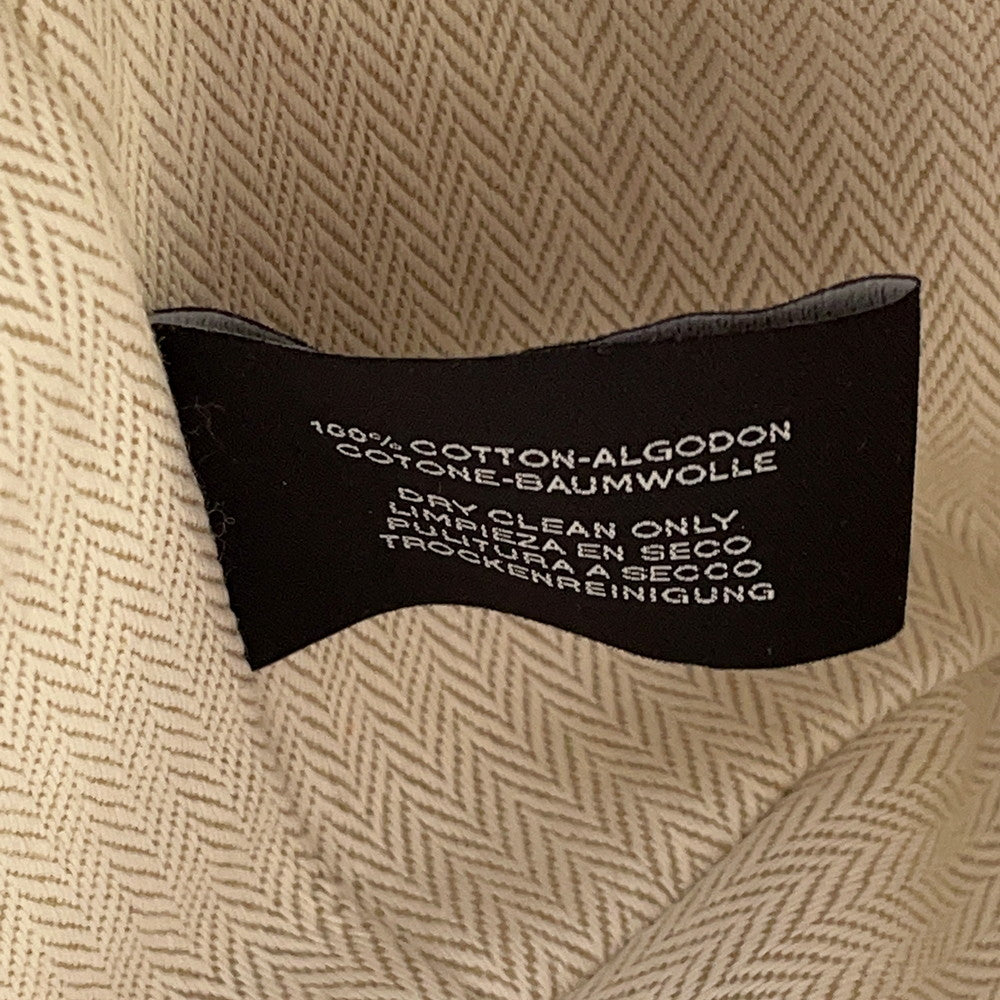 100% COTTON-ALGODON
COTONE-BAUMWOLLE
DRY CLEAN ONLY
LIMPIEZA EN SECO
PULITURA A SECCO
TROCKENREINIGUNG